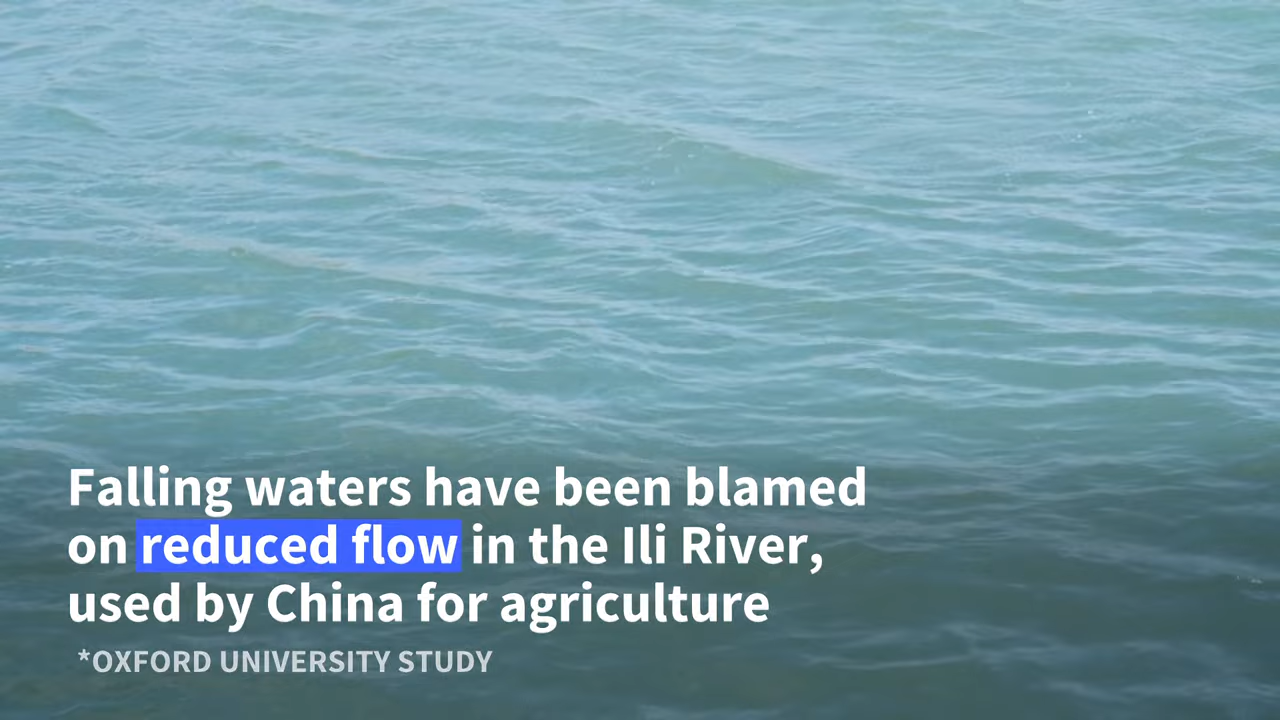 Falling waters have been blamed
on reduced flow in the Ili River,
used by China for agriculture
*OXFORD UNIVERSITY STUDY